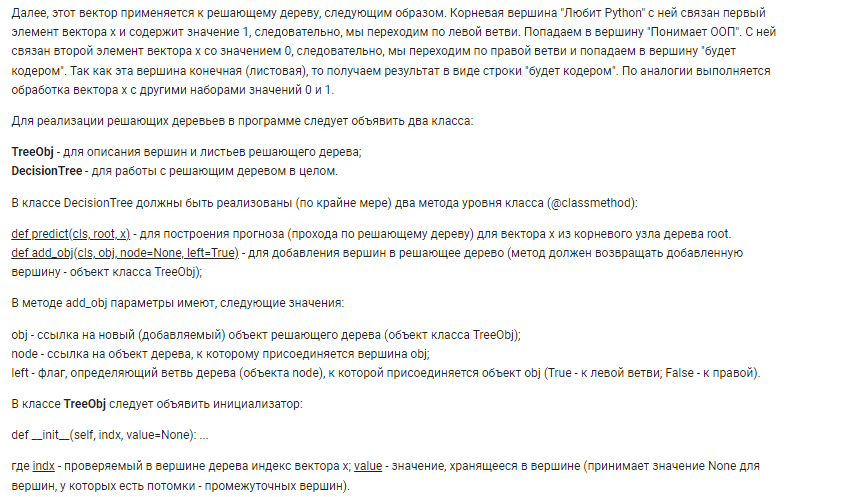 Далее, этот вектор применяется к решающему дереву, следующим образом. Корневая вершина "Любит Python" с ней связан первый
элемент вектора x и содержит значение 1, следовательно, мы переходим по левой ветви. Попадаем в вершину "Понимает ООП". С ней
связан второй элемент вектора x со значением 0, следовательно, мы переходим по правой ветви и попадаем в вершину "будет
кодером". Так как эта вершина конечная (листовая), то получаем результат в виде строки "будет кодером". По аналогии выполняется
обработка вектора x с другими наборами значений 0 и 1.
Для реализации решающих деревьев в программе следует объявить два класса:
TreeObj - для описания вершин и листьев решающего дерева;
DecisionTree - для работы с решающим деревом в целом.
В классе DecisionTree должны быть реализованы (по крайне мере) два метода уровня класса (@classmethod):
def predict(cls, root, x) - для построения прогноза (прохода по решающему дереву) для вектора x из корневого узла дерева root.
def add_obj(cls, obj, node=None, left=True) - для добавления вершин в решающее дерево (метод должен возвращать добавленную
вершину - объект класса TreeObj);
В методе add_obj параметры имеют, следующие значения:
obj - ссылка на новый (добавляемый) объект решающего дерева (объект класса TreeObj);
node - ссылка на объект дерева, к которому присоединяется вершина obj;
left - флаг, определяющий ветвь дерева (объекта node), к которой присоединяется объект obj (True - к левой ветви; False - к правой).
В классе TreeObj следует объявить инициализатор:
def __init__(self, indx, value=None): ...
где indx - проверяемый в вершине дерева индекс вектора x; value - значение, хранящееся в вершине (принимает значение None для
вершин, у которых есть потомки - промежуточных вершин).